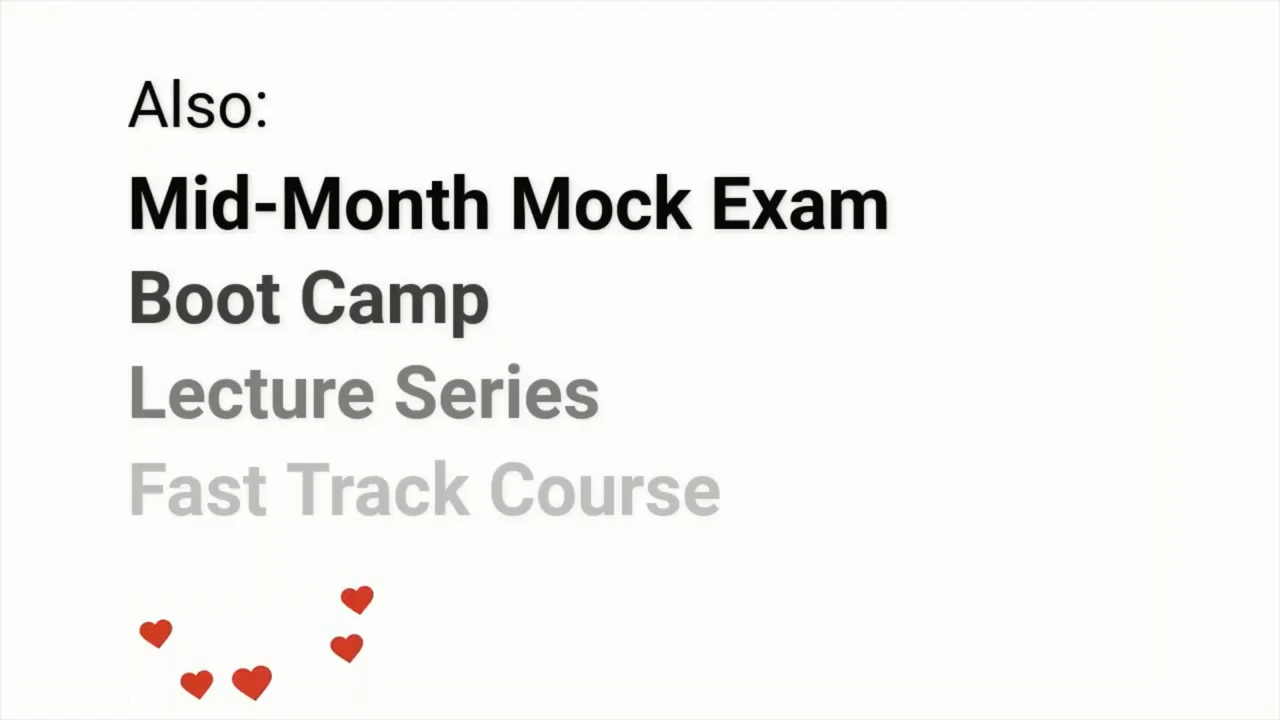 Also:
Mid-Month Mock Exam
Boot Camp
Lecture Series
Fast Track Course